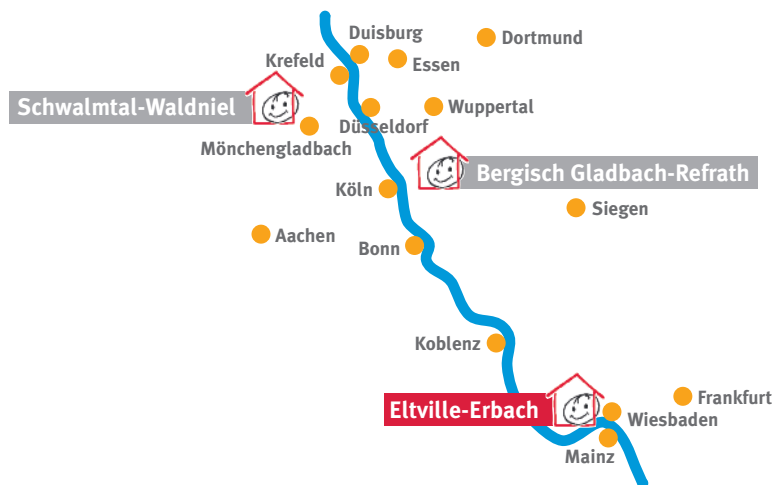 Duisburg
Dortmund
Krefeld
Essen
Schwalmtal-Waldniel
Wuppertal
Düsseldorf
Mönchengladbach
Bergisch Gladbach-Refrath
Köln
Siegen
Aachen
Bonn
Koblenz
Frankfurt
Eltville-Erbach
Wiesbaden
Mainz